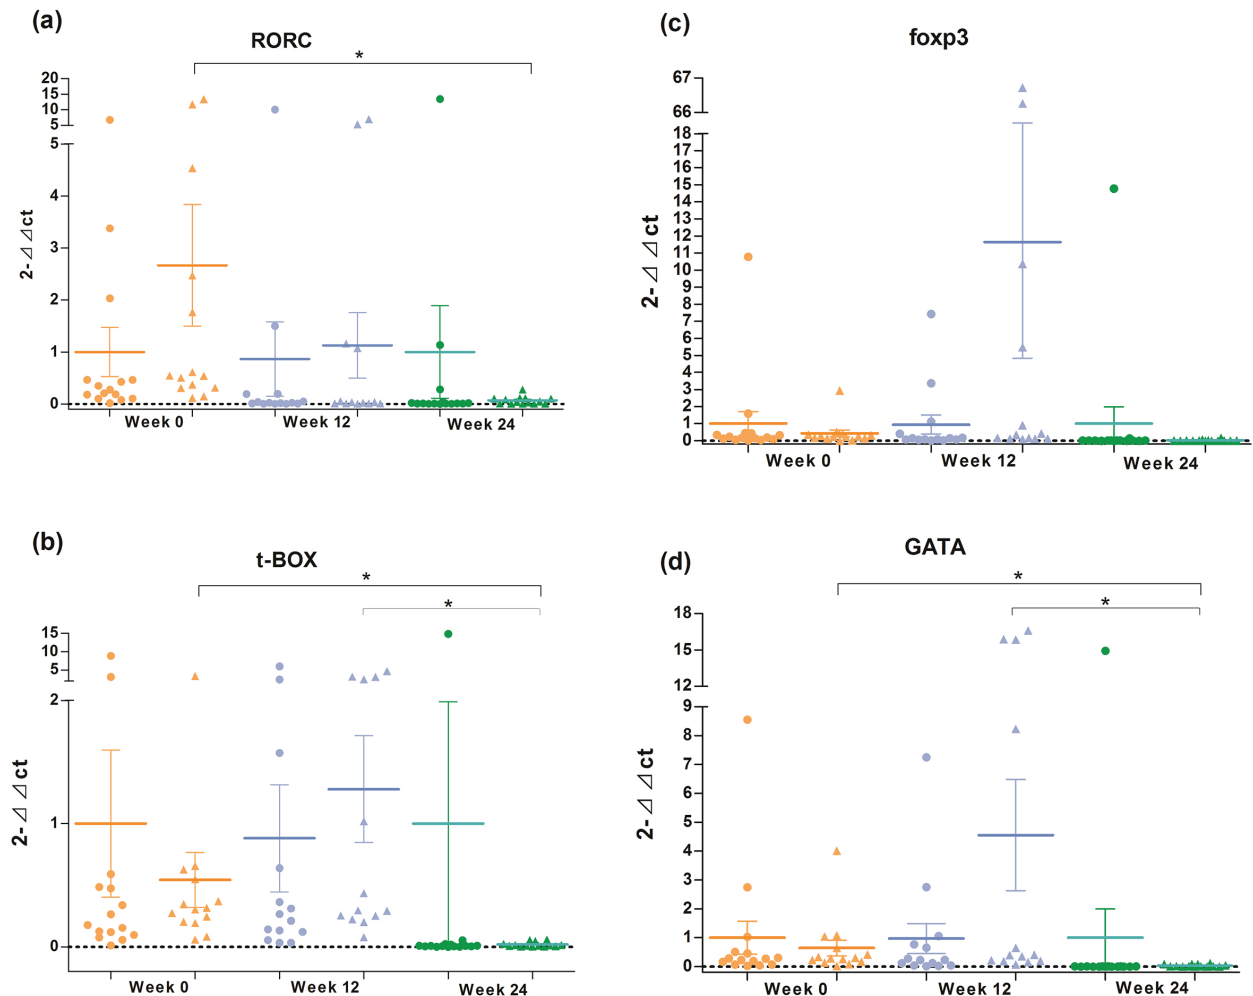 (a)
RORC
*
20
15
10
5
5
4
3
2
1
0
2-⊿⊿ct
Week 0
Week 12
Week 24
(c)
foxp3
67
66
18
17
16
15
14
13
12
11
10
9
8
7
6
5
4
3
2
1
0
2-⊿⊿ct
Week 0
Week 12
Week 24
(b)
t-BOX
*
*
15
10
5
2
1
0
2-⊿⊿ct
Week 0
Week 12
Week 24
(d)
GATA
*
*
18
15
12
9
8
7
6
5
4
3
2
1
0
2-⊿⊿ct
Week 0
Week 12
Week 24